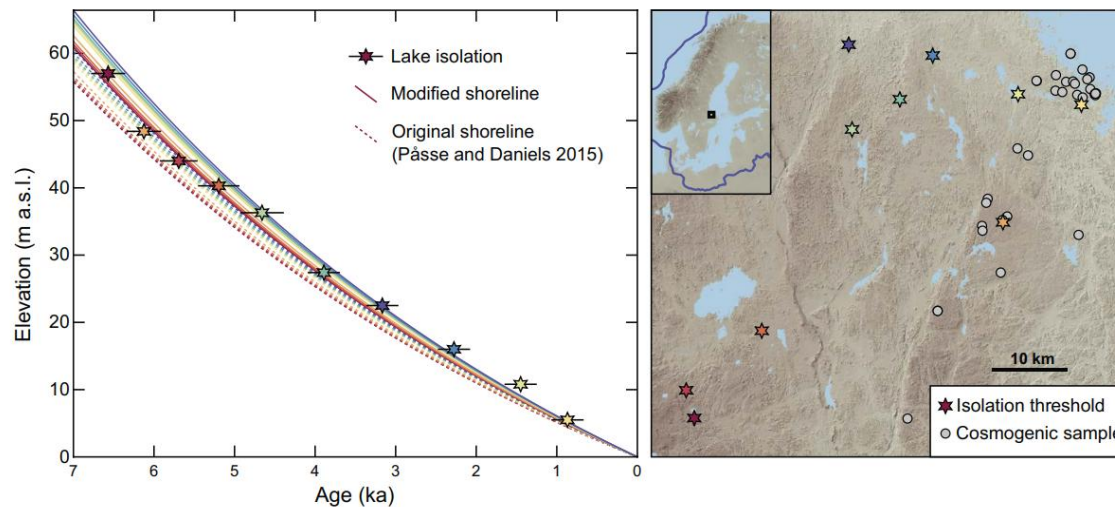 60
50
40
30
20
10
0
Elevation (m a.s.l.)
7
6
5
4
3
2
1
0
Age (ka)
Lake isolation
Modified shoreline
Original shoreline
(Påsse and Daniels 2015)
10 km
Isolation threshold
Cosmogenic sample